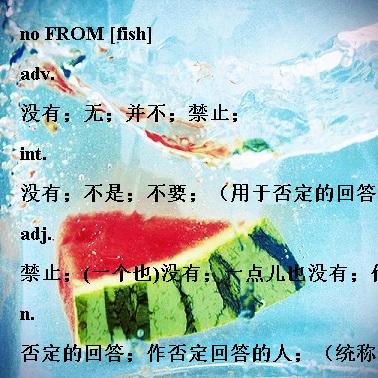 no FROM [fish]
adv.
没有；无；并不；禁止；
int.
没有；不是；不要；（用于否定的回答
adj.
禁止；(一个也)没有；一点儿也没有；
n.
否定的回答；作否定回答的人；（统称